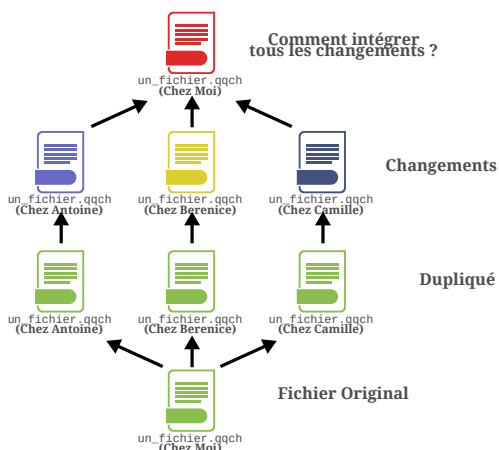 Comment intégrer
tous les changements ?
un_fichier.qqch
(Chez Moi)
Changements
un_fichier.qqch
(Chez Antoine)
un_fichier.qqch
(Chez Berenice)
un_fichier.qqch
(Chez Camille)
Dupliqué
un_fichier.qqch
(Chez Antoine)
un_fichier.qqch
(Chez Berenice)
un_fichier.qqch
(Chez Camille)
Fichier Original
un_fichier.qqch
(Chez Moi)